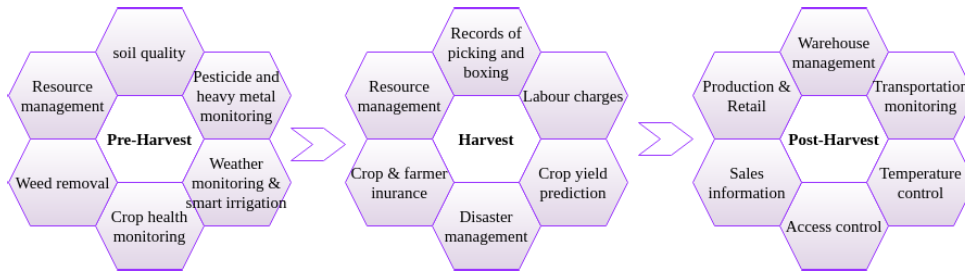 soil quality
Resource
management
Pesticide and
heavy metal
monitoring
Pre-Harvest
Weed removal
Weather
monitoring &
smart irrigation
Crop health
monitoring
Records of
picking and
boxing
Resource
management
Labour charges
Harvest
Crop & farmer
inurance
Crop yield
prediction
Disaster
management
Warehouse
management
Production &
Retail
Transportation
monitoring
Post-Harvest
Sales
information
Temperature
control
Access control